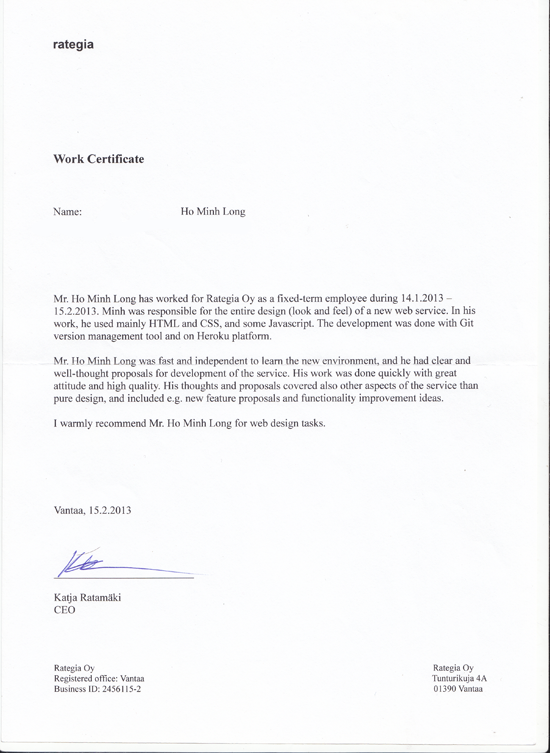 rategia
Work Certificate
Name: Ho Minh Long
Mr. Ho Minh Long has worked for Rategia Oy as a fixed-term employee during 14.1.2013 –
15.2.2013. Minh was responsible for the entire design (look and feel) of a new web service. In his
work, he used mainly HTML and CSS, and some Javascript. The development was done with Git
version management tool and on Heroku platform.
Mr. Ho Minh Long was fast and independent to learn the new environment, and he had clear and
well-thought proposals for development of the service. His work was done quickly with great
attitude and high quality. His thoughts and proposals covered also other aspects of the service than
pure design, and included e.g. new feature proposals and functionality improvement ideas.
I warmly recommend Mr. Ho Minh Long for web design tasks.
Vantaa, 15.2.2013
Katja Ratamäki
CEO
Rategia Oy
Registered office: Vantaa
Business ID: 2456115-2
Rategia Oy
Tunturikuja 4A
01390 Vantaa